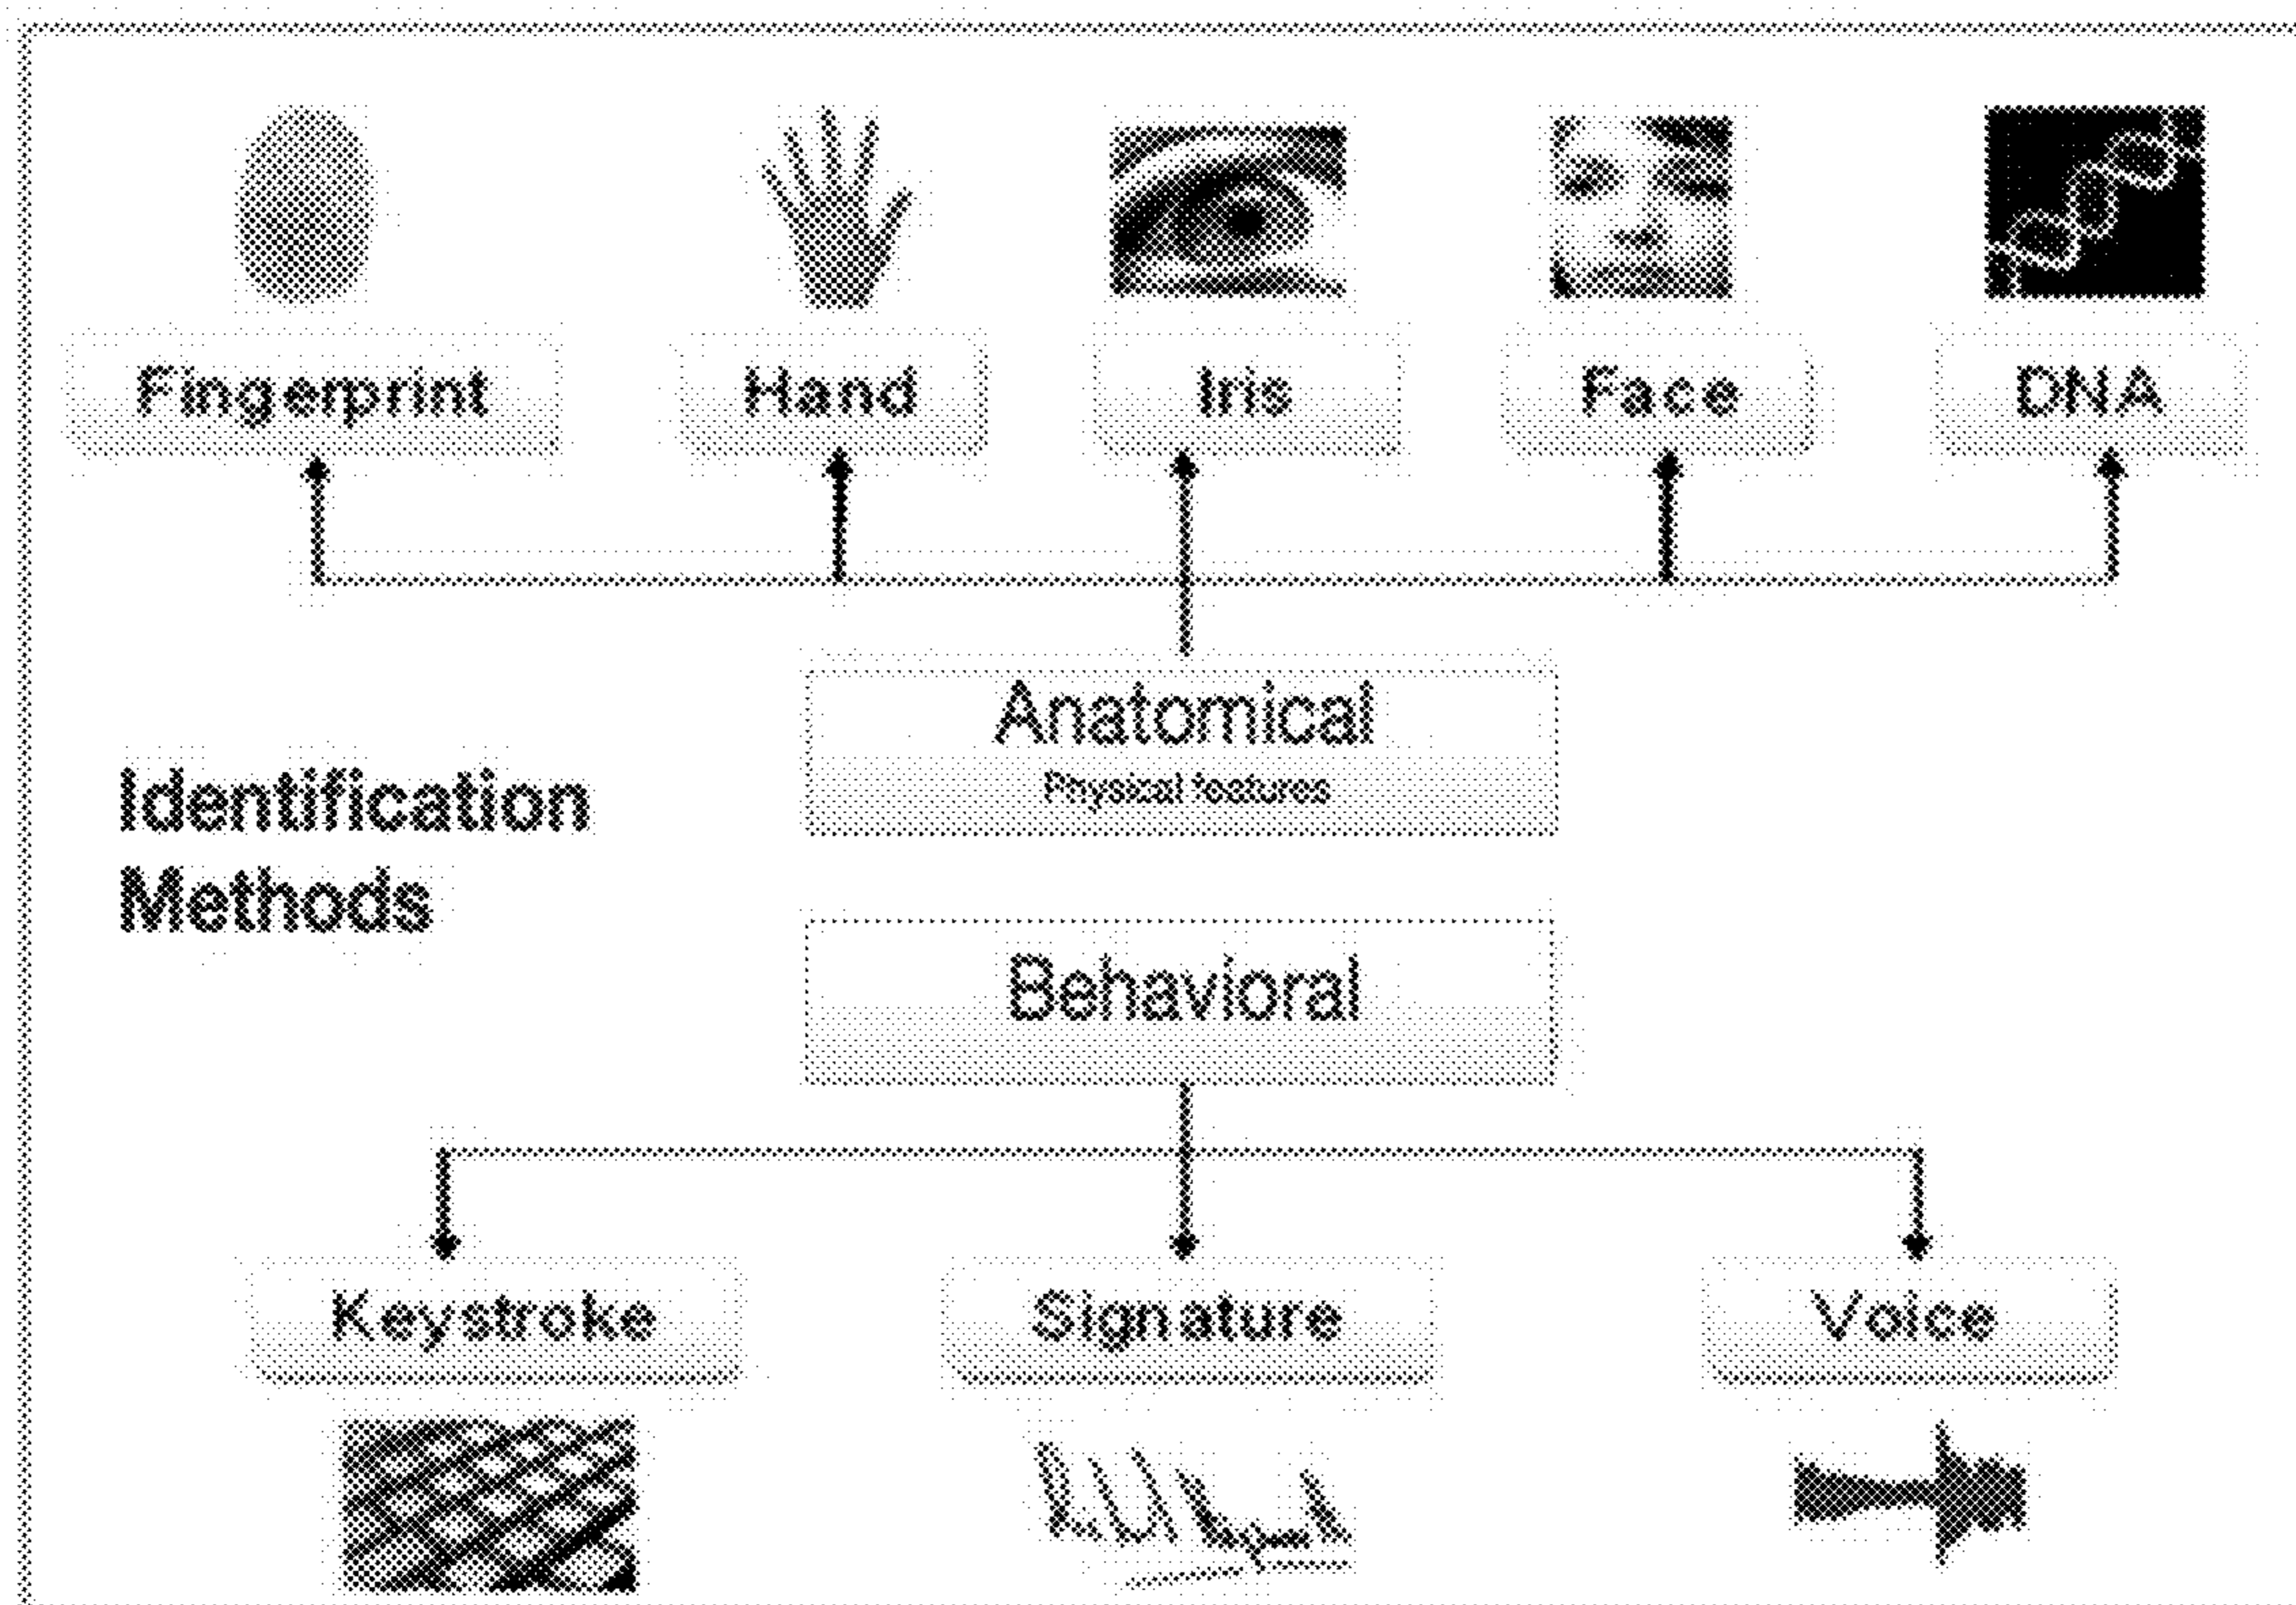 Fingerprint
Hand
Iris
Face
DNA
Anatomical
Physical features
Identification
Methods
Behavioral
Keystroke
Signature
Voice